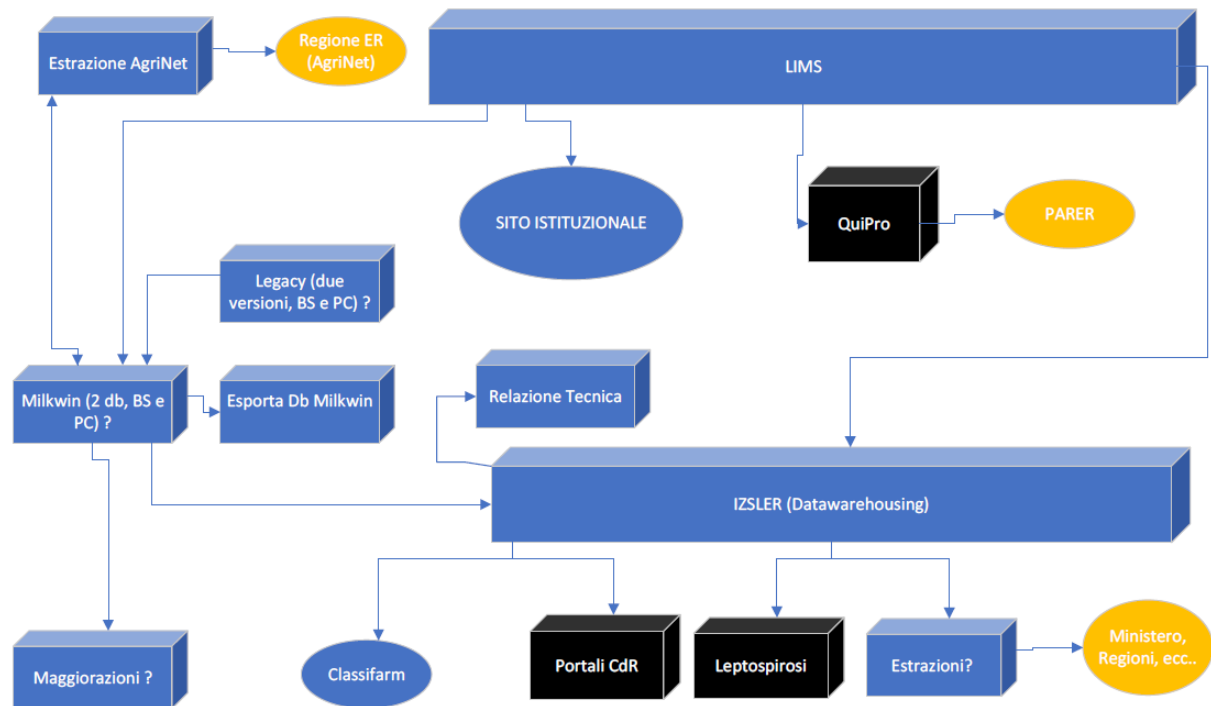 Estrazione AgriNet
Regione ER
(AgriNet)
LIMS
SITO ISTITUZIONALE
QuiPro
PARER
Legacy (due
versioni, BS e PC) ?
Milkwin (2 db, BS e
PC) ?
Esporta Db Milkwin
Relazione Tecnica
IZSLER (Datawarehousing)
Maggiorazioni ?
Classifarm
Portali CdR
Leptospirosi
Estrazioni?
Ministero,
Regioni, ecc..